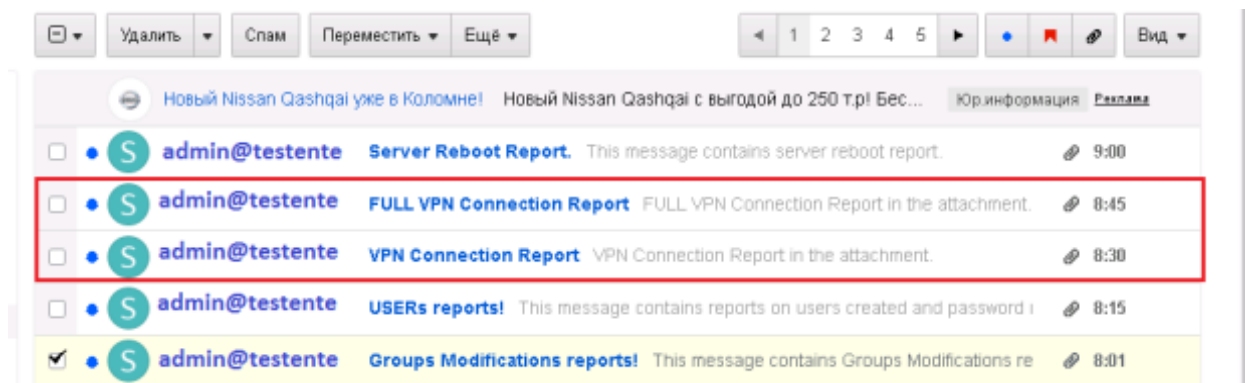 Удалить Спам Переместить Ещё 1 2 3 4 5 Вид
Новый Nissan Qashqai уже в Коломне! Новый Nissan Qashqai с выгодой до 250 т.р! Бес... Юр.информация Реклама
S admin@testente Server Reboot Report. This message contains server reboot report. 9:00
S admin@testente FULL VPN Connection Report FULL VPN Connection Report in the attachment. 8:45
S admin@testente VPN Connection Report VPN Connection Report in the attachment. 8:30
S admin@testente USERs reports! This message contains reports on users created and password 8:15
S admin@testente Groups Modifications reports! This message contains Groups Modifications re 8:01